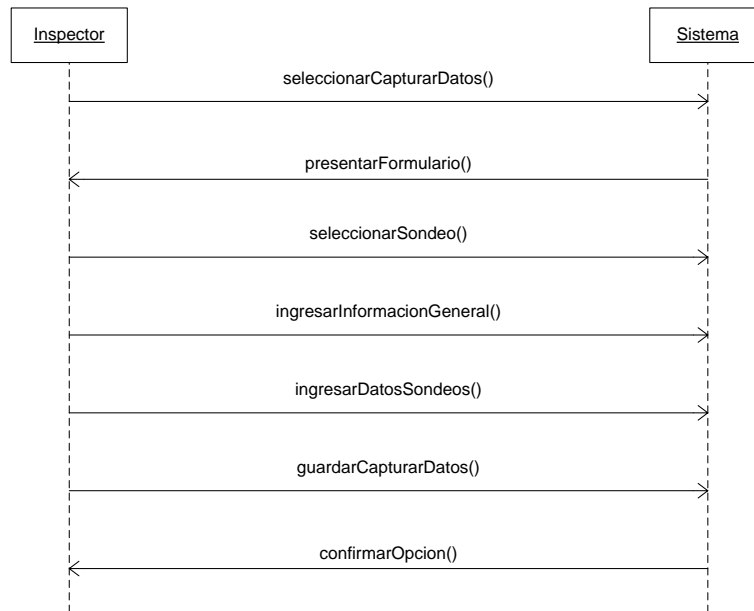 Inspector
Sistema
seleccionarCapturarDatos()
presentarFormulario()
seleccionarSondeo()
ingresarInformacionGeneral()
ingresarDatosSondeos()
guardarCapturarDatos()
confirmarOpcion()